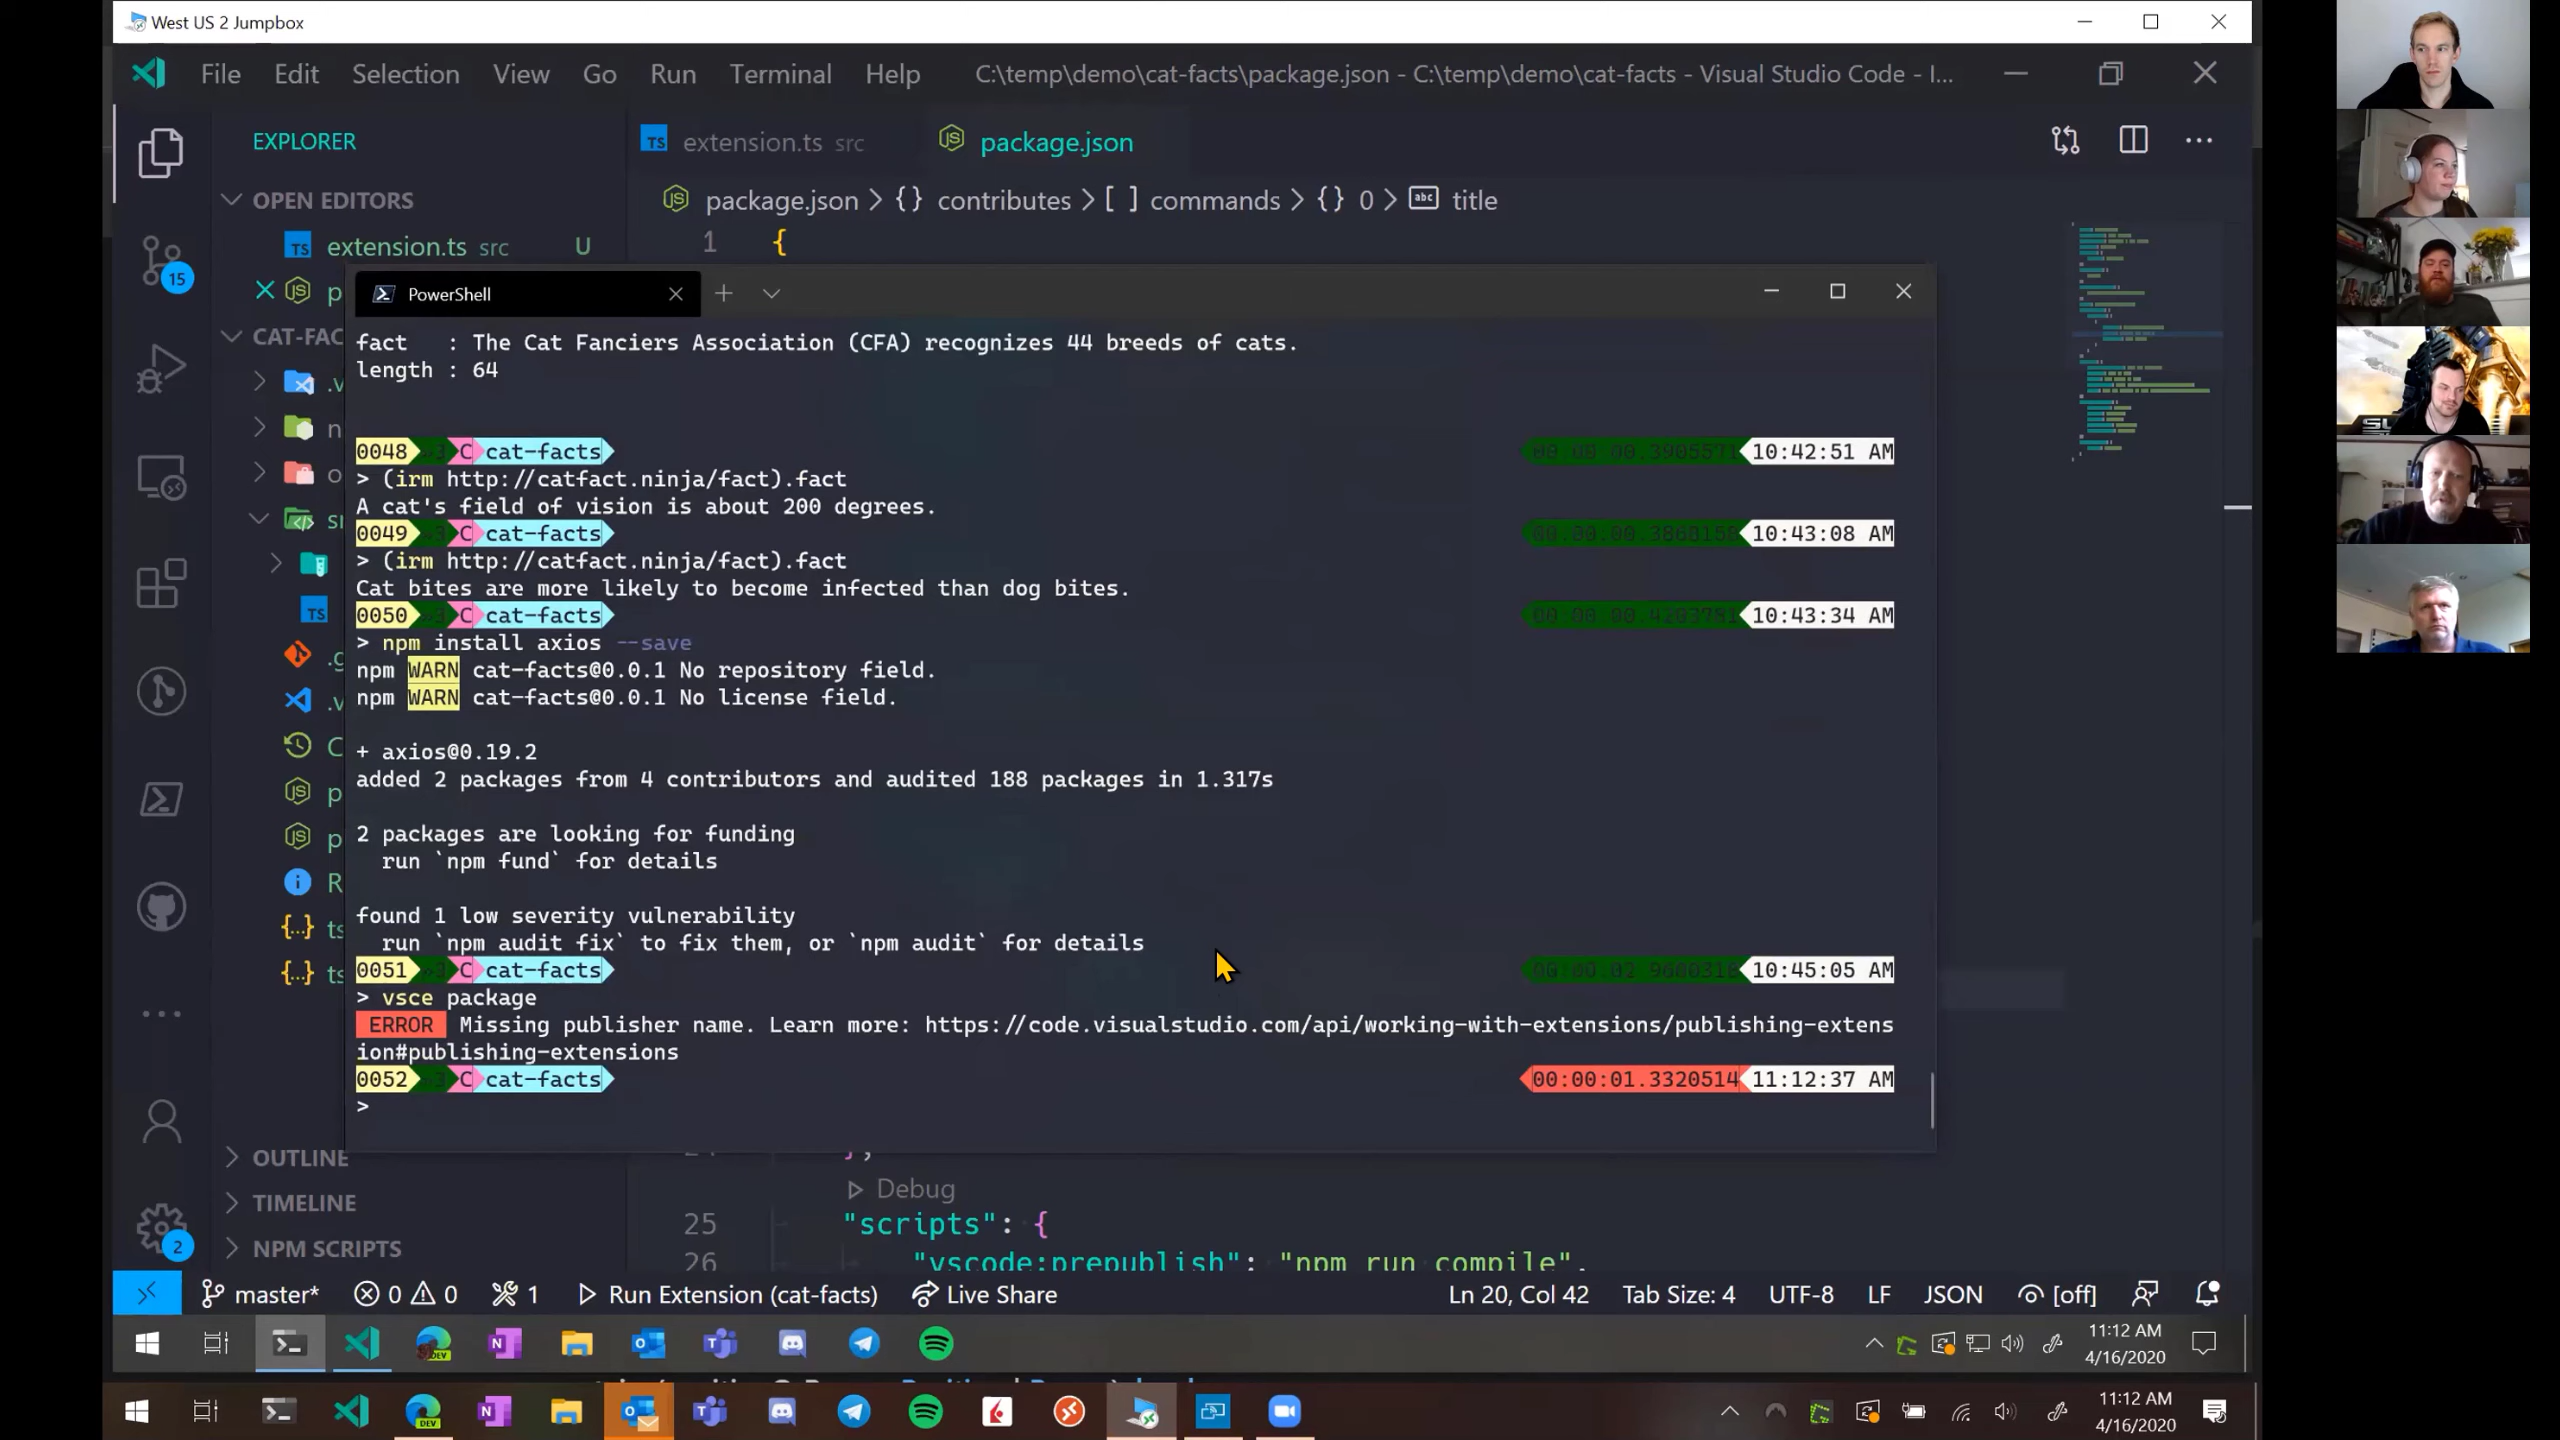 West US 2 Jumpbox
File Edit Selection View Go Run Terminal Help C:\temp\demo\cat-facts\package.json - C:\temp\demo\cat-facts - Visual Studio Code - I...
EXPLORER
TS extension.ts src
package.json
OPEN EDITORS
package.json > {} contributes > [ ] commands > {} 0 > abc title
TS extension.ts src U
1 {
15
p
PowerShell
CAT-FAC
fact : The Cat Fanciers Association (CFA) recognizes 44 breeds of cats.
length : 64
0048 C cat-facts 10:42:51 AM
> (irm http://catfact.ninja/fact).fact
A cat's field of vision is about 200 degrees.
0049 C cat-facts 10:43:08 AM
> (irm http://catfact.ninja/fact).fact
Cat bites are more likely to become infected than dog bites.
0050 C cat-facts 10:43:34 AM
> npm install axios --save
npm WARN cat-facts@0.0.1 No repository field.
npm WARN cat-facts@0.0.1 No license field.
+ axios@0.19.2
added 2 packages from 4 contributors and audited 188 packages in 1.317s
2 packages are looking for funding
run `npm fund` for details
found 1 low severity vulnerability
run `npm audit fix` to fix them, or `npm audit` for details
0051 C cat-facts 10:45:05 AM
> vsce package
ERROR Missing publisher name. Learn more: https://code.visualstudio.com/api/working-with-extensions/publishing-extens
ion#publishing-extensions
0052 C cat-facts 00:00:01.3320514 11:12:37 AM
>
OUTLINE
TIMELINE
NPM SCRIPTS
2
},
Debug
25 "scripts": {
26 "vscode:prepublish": "npm run compile",
master* 0 0 1 Run Extension (cat-facts) Live Share Ln 20, Col 42 Tab Size: 4 UTF-8 LF JSON [off]
11:12 AM
4/16/2020
11:12 AM
4/16/2020